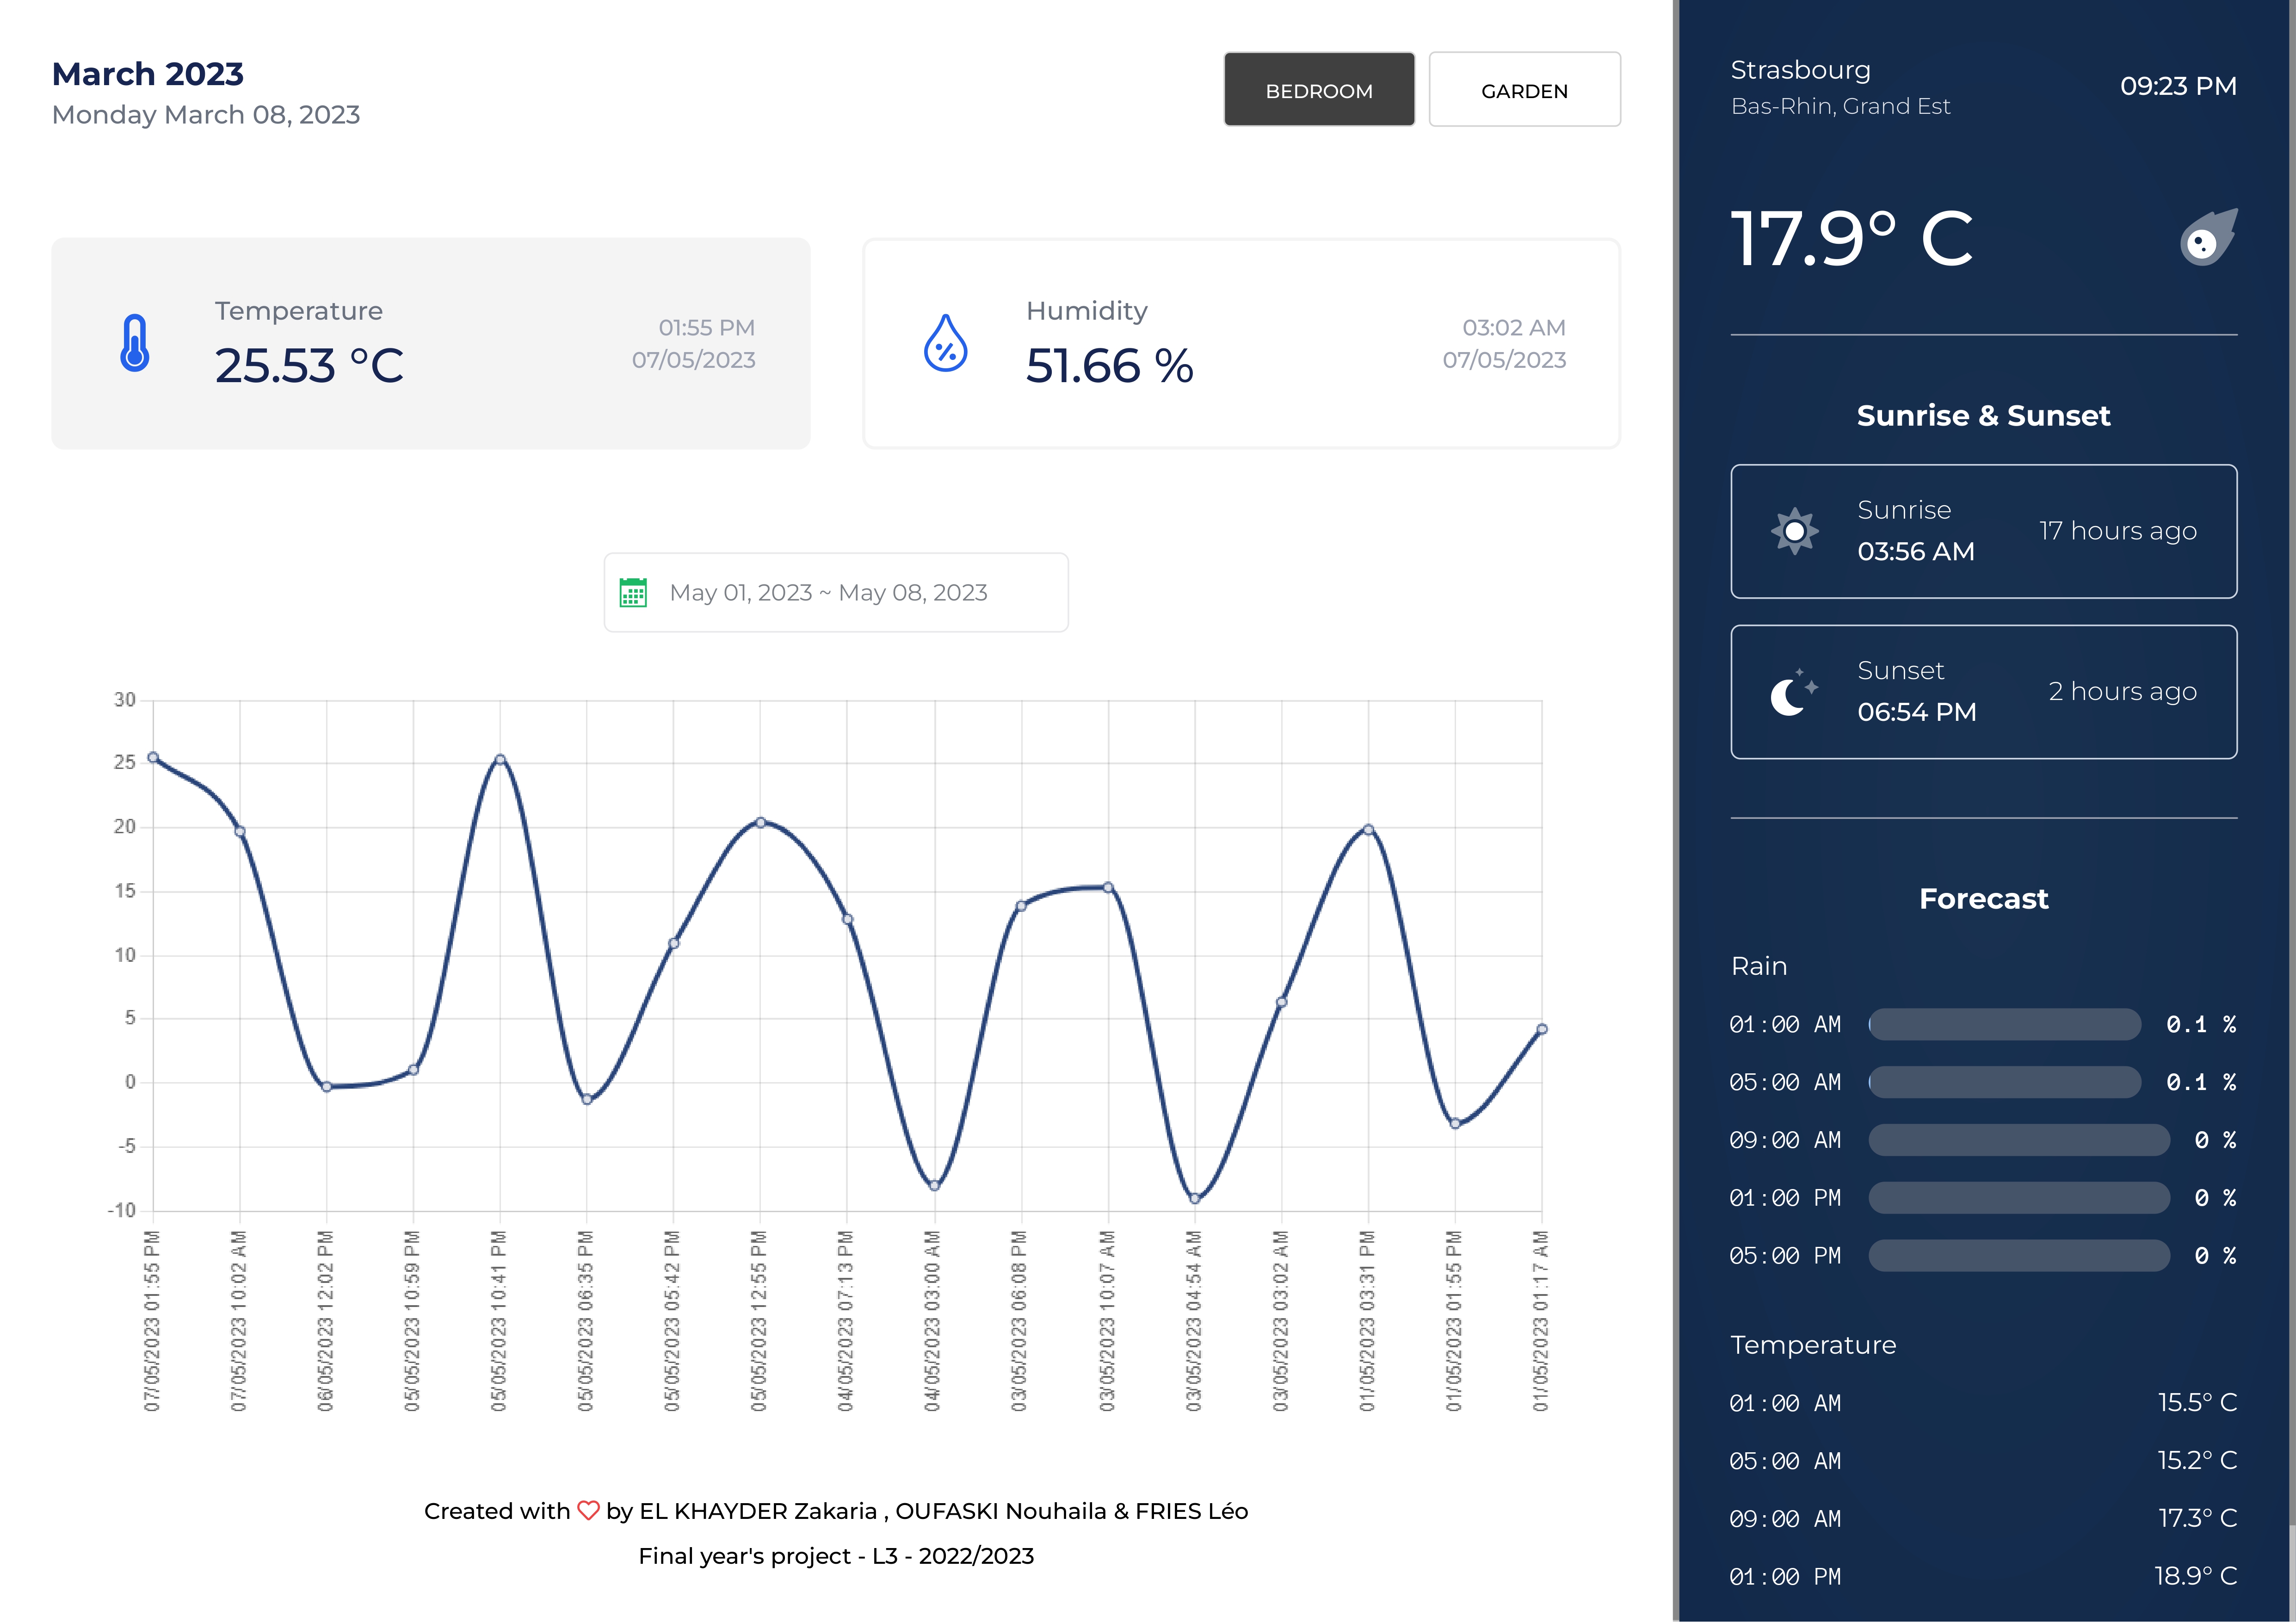 March 2023
Monday March 08, 2023
BEDROOM
GARDEN
Temperature
25.53 °C
01:55 PM
07/05/2023
Humidity
51.66 %
03:02 AM
07/05/2023
May 01, 2023 ~ May 08, 2023
30
25
20
15
10
5
0
-5
-10
07/05/2023 01:55 PM
07/05/2023 10:02 AM
06/05/2023 12:02 PM
05/05/2023 10:59 PM
05/05/2023 10:41 PM
05/05/2023 06:35 PM
05/05/2023 05:42 PM
05/05/2023 12:55 PM
04/05/2023 07:13 PM
04/05/2023 03:00 AM
03/05/2023 06:08 PM
03/05/2023 10:07 AM
03/05/2023 04:54 AM
03/05/2023 03:02 AM
01/05/2023 03:31 PM
01/05/2023 01:55 PM
01/05/2023 01:17 AM
Created with by EL KHAYDER Zakaria , OUFASKI Nouhaila & FRIES Léo
Final year's project - L3 - 2022/2023
Strasbourg
Bas-Rhin, Grand Est
09:23 PM
17.9° C
Sunrise & Sunset
Sunrise
03:56 AM
17 hours ago
Sunset
06:54 PM
2 hours ago
Forecast
Rain
01:00 AM 0.1 %
05:00 AM 0.1 %
09:00 AM 0 %
01:00 PM 0 %
05:00 PM 0 %
Temperature
01:00 AM 15.5° C
05:00 AM 15.2° C
09:00 AM 17.3° C
01:00 PM 18.9° C